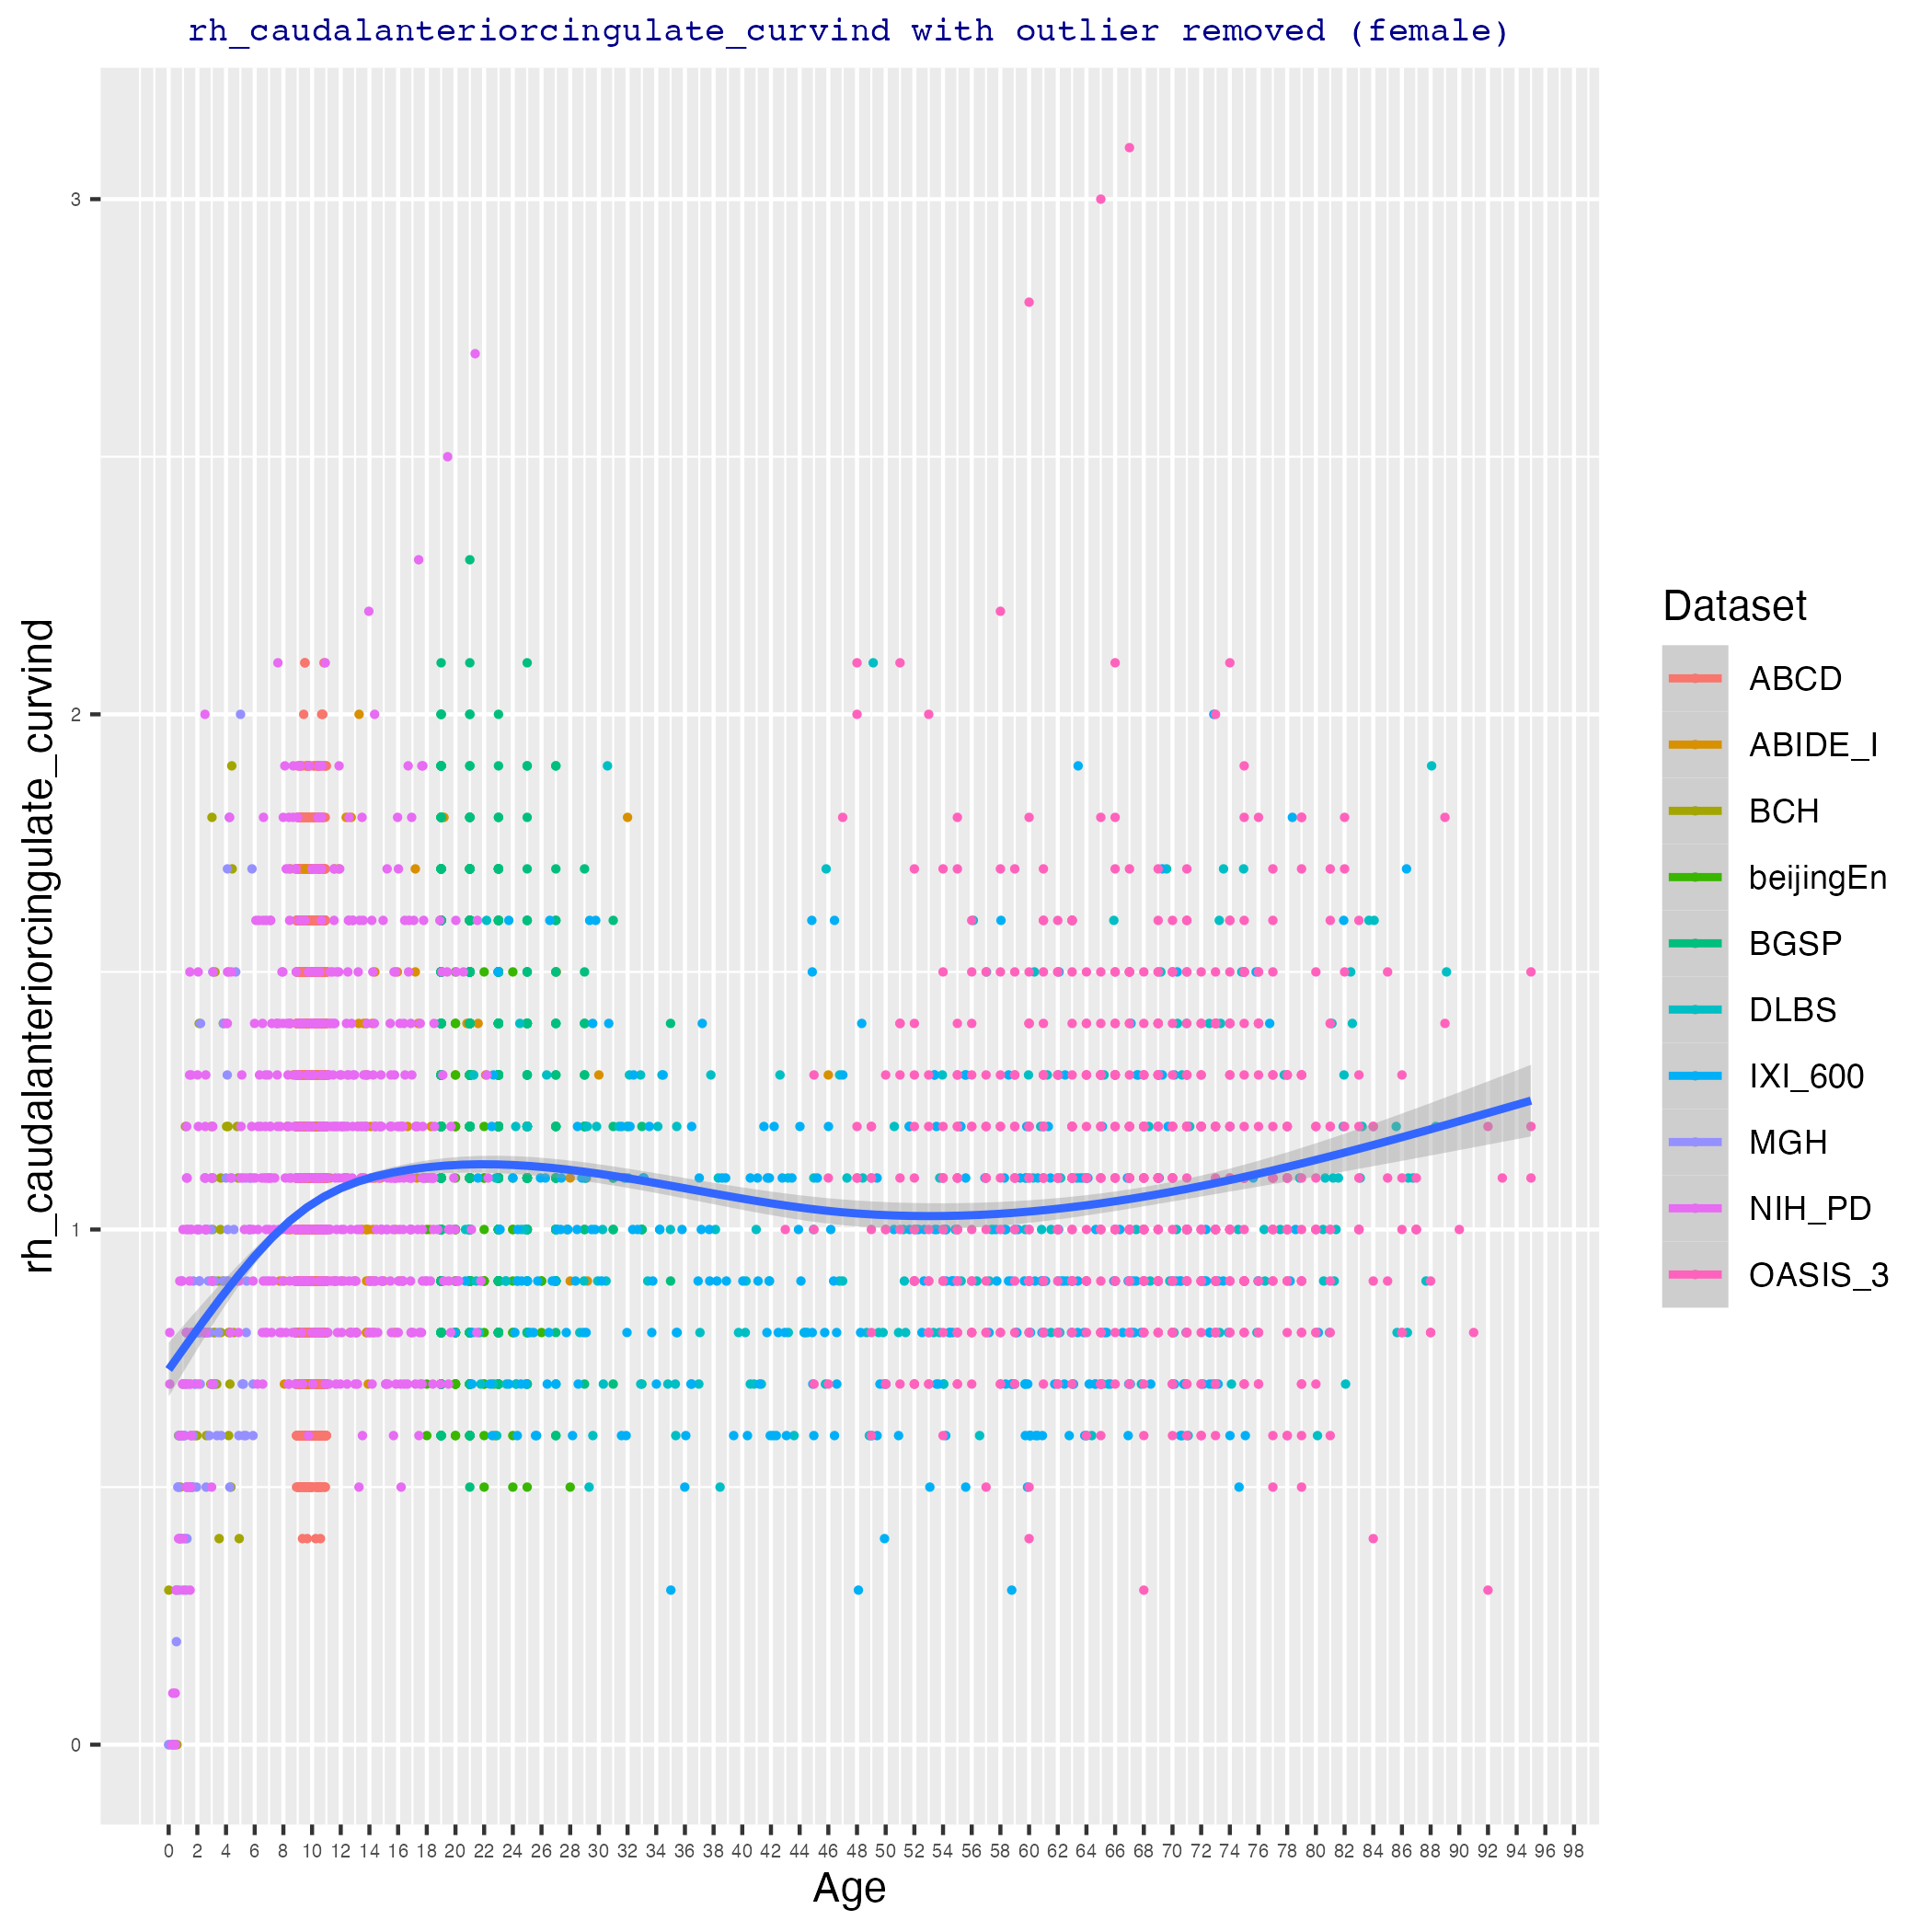 rh_caudalanteriorcingulate_curvind with outlier removed (female)
rh_caudalanteriorcingulate_curvind
3
2
1
0
0 2 4 6 8 10 12 14 16 18 20 22 24 26 28 30 32 34 36 38 40 42 44 46 48 50 52 54 56 58 60 62 64 66 68 70 72 74 76 78 80 82 84 86 88 90 92 94 96 98
Age
Dataset
ABCD
ABIDE_I
BCH
beijingEn
BGSP
DLBS
IXI_600
MGH
NIH_PD
OASIS_3